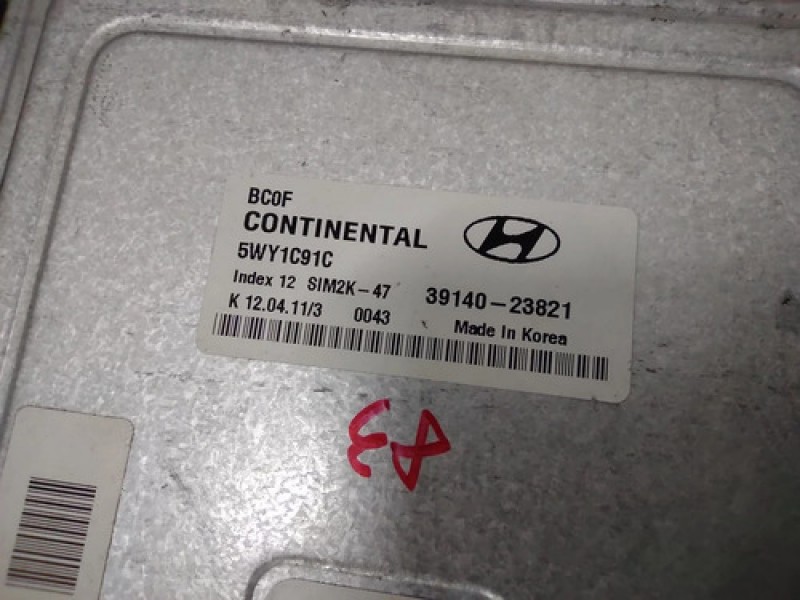 BC0F
CONTINENTAL
5WY1C91C
Index 12 SIM2K-47 39140-23821
K 12.04.11/3 0043 Made In Korea